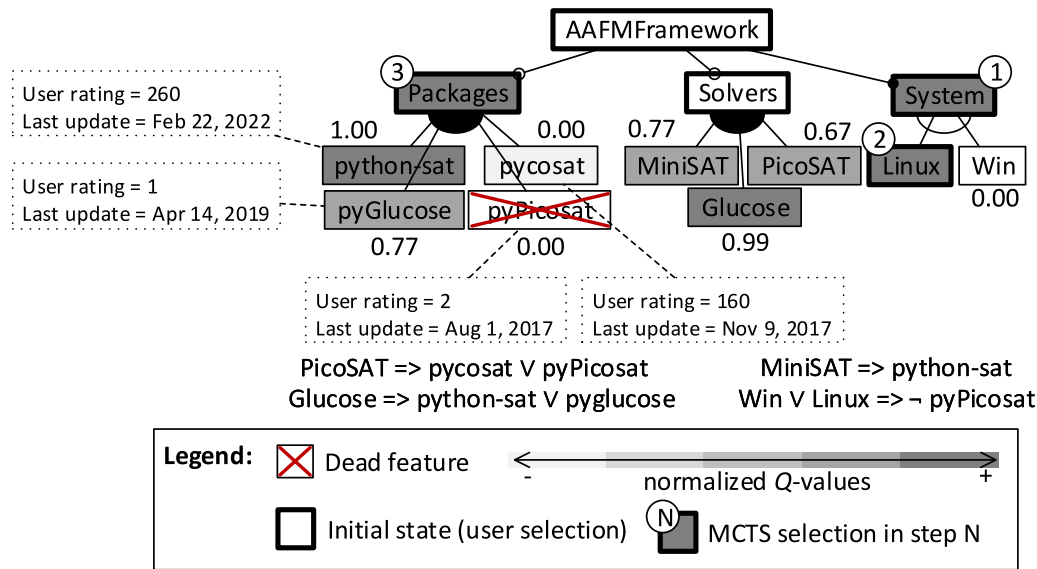 AAFMFramework
3
Packages
Solvers
1
System
User rating = 260
Last update = Feb 22, 2022
1.00
0.00
0.77
0.67
python-sat
pycosat
MiniSAT
PicoSAT
2
Linux
Win
0.00
User rating = 1
Last update = Apr 14, 2019
pyGlucose
pyPicosat
Glucose
0.77
0.00
0.99
User rating = 2
Last update = Aug 1, 2017
User rating = 160
Last update = Nov 9, 2017
PicoSAT => pycosat V pyPicosat
MiniSAT => python-sat
Glucose => python-sat V pyglucose
Win V Linux => ¬ pyPicosat
Legend:
Dead feature
- +
normalized Q-values
Initial state (user selection)
N
MCTS selection in step N